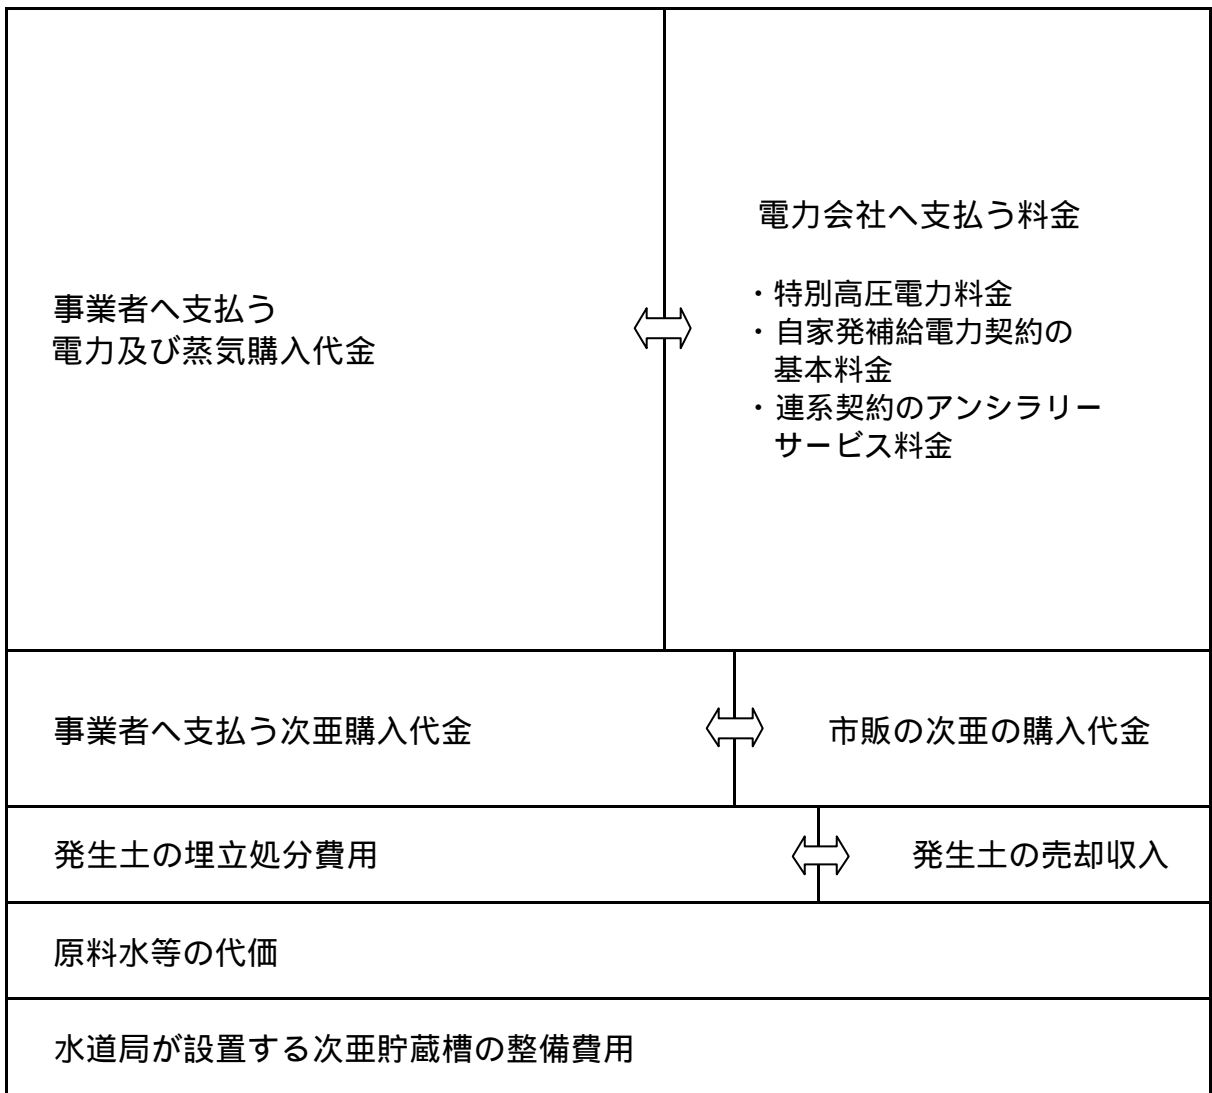 事業者へ支払う
電力及び蒸気購入代金
電力会社へ支払う料金
・特別高圧電力料金
・自家発補給電力契約の
基本料金
・連系契約のアンシラリー
サービス料金
事業者へ支払う次亜購入代金
市販の次亜の購入代金
発生土の埋立処分費用
発生土の売却収入
原料水等の代価
水道局が設置する次亜貯蔵槽の整備費用